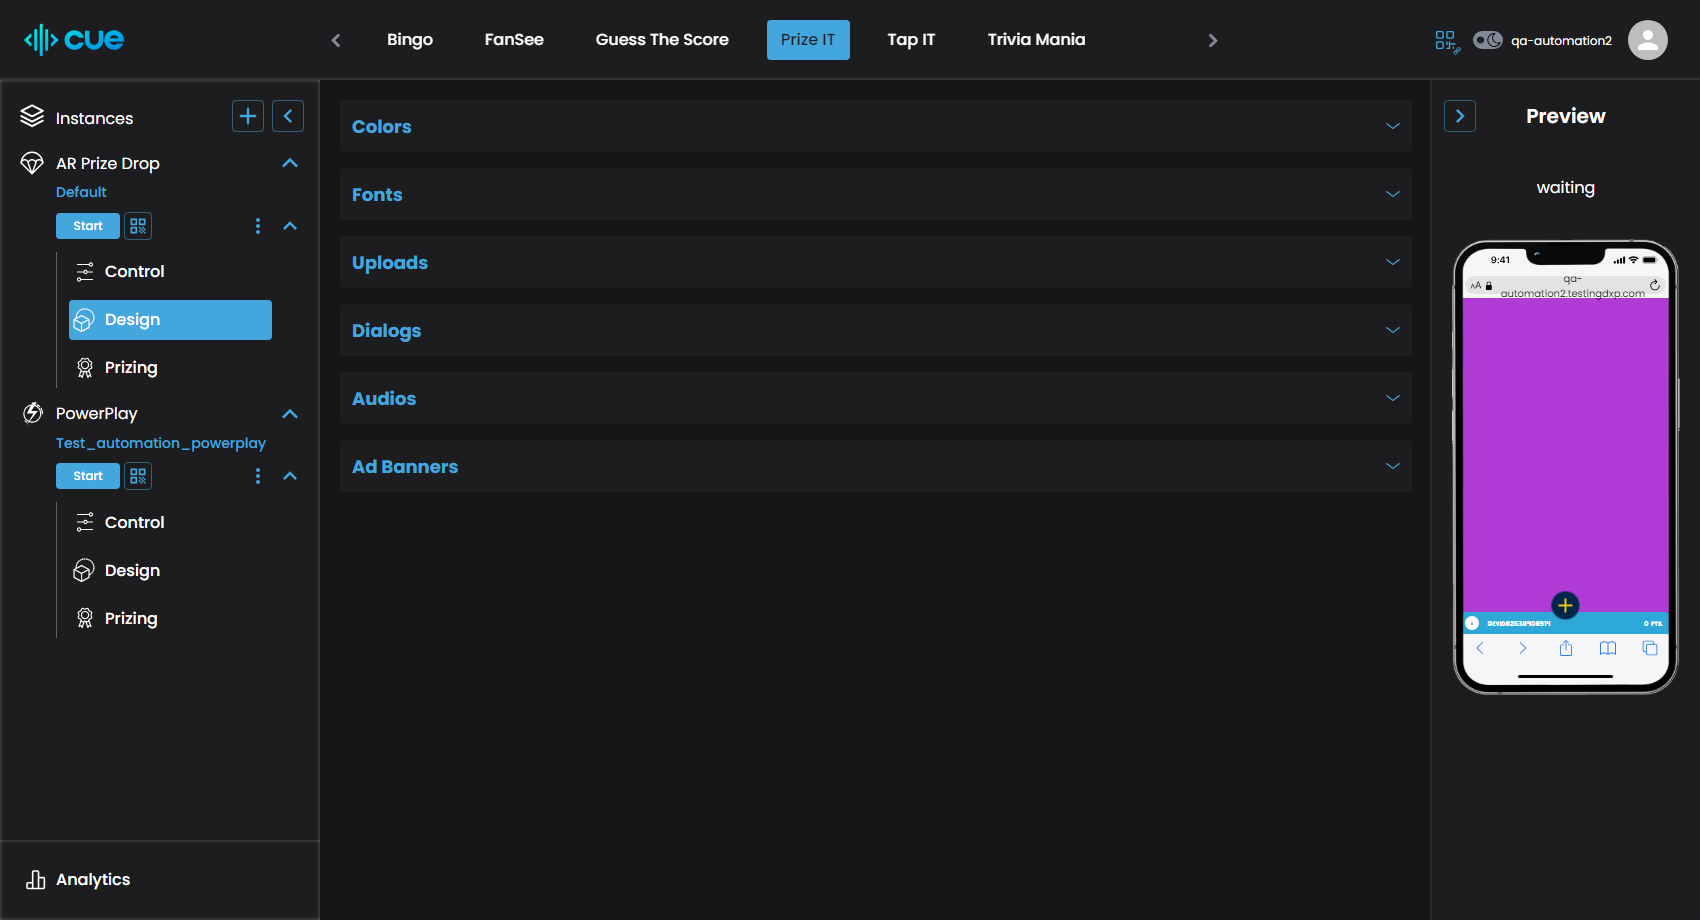 cue
Bingo
FanSee
Guess The Score
Prize IT
Tap IT
Trivia Mania
qa-automation2
Instances
AR Prize Drop
Default
Start
Control
Design
Prizing
PowerPlay
Test_automation_powerplay
Start
Control
Design
Prizing
Analytics
Colors
Fonts
Uploads
Dialogs
Audios
Ad Banners
Preview
waiting
9:41
AA
qa-
automation2.testingdxp.com
0 PTS.